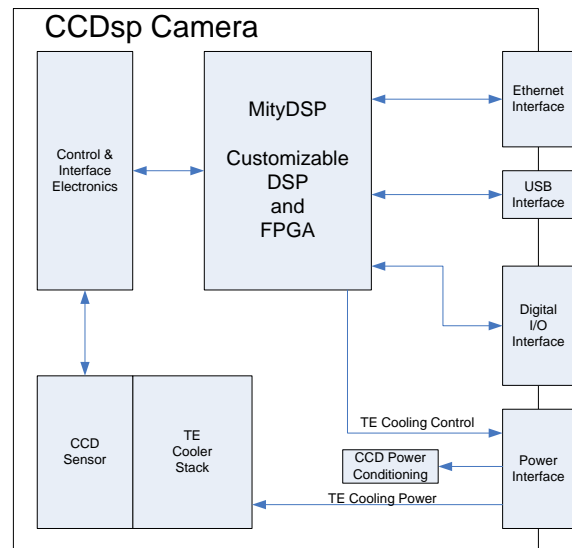 CCDsp Camera
Control &
Interface
Electronics
MityDSP
Customizable
DSP
and
FPGA
Ethernet
Interface
USB
Interface
Digital
I/O
Interface
CCD
Sensor
TE
Cooler
Stack
TE Cooling Control
CCD Power
Conditioning
TE Cooling Power
Power
Interface